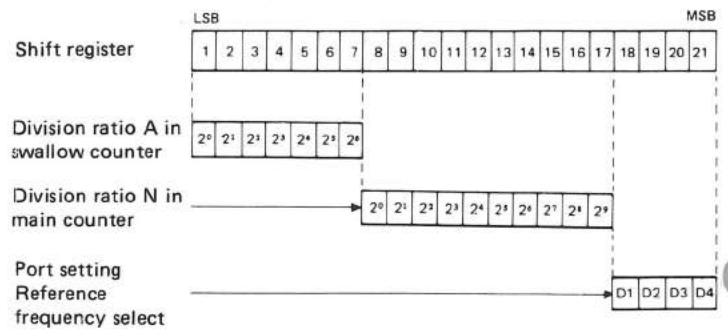 LSB MSB
Shift register 1 2 3 4 5 6 7 8 9 10 11 12 13 14 15 16 17 18 19 20 21
Division ratio A in
swallow counter
2⁰ 2¹ 2² 2³ 2⁴ 2⁵ 2⁶
Division ratio N in
main counter
2⁰ 2¹ 2² 2³ 2⁴ 2⁵ 2⁶ 2⁷ 2⁸ 2⁹
Port setting
Reference
frequency select
D1 D2 D3 D4